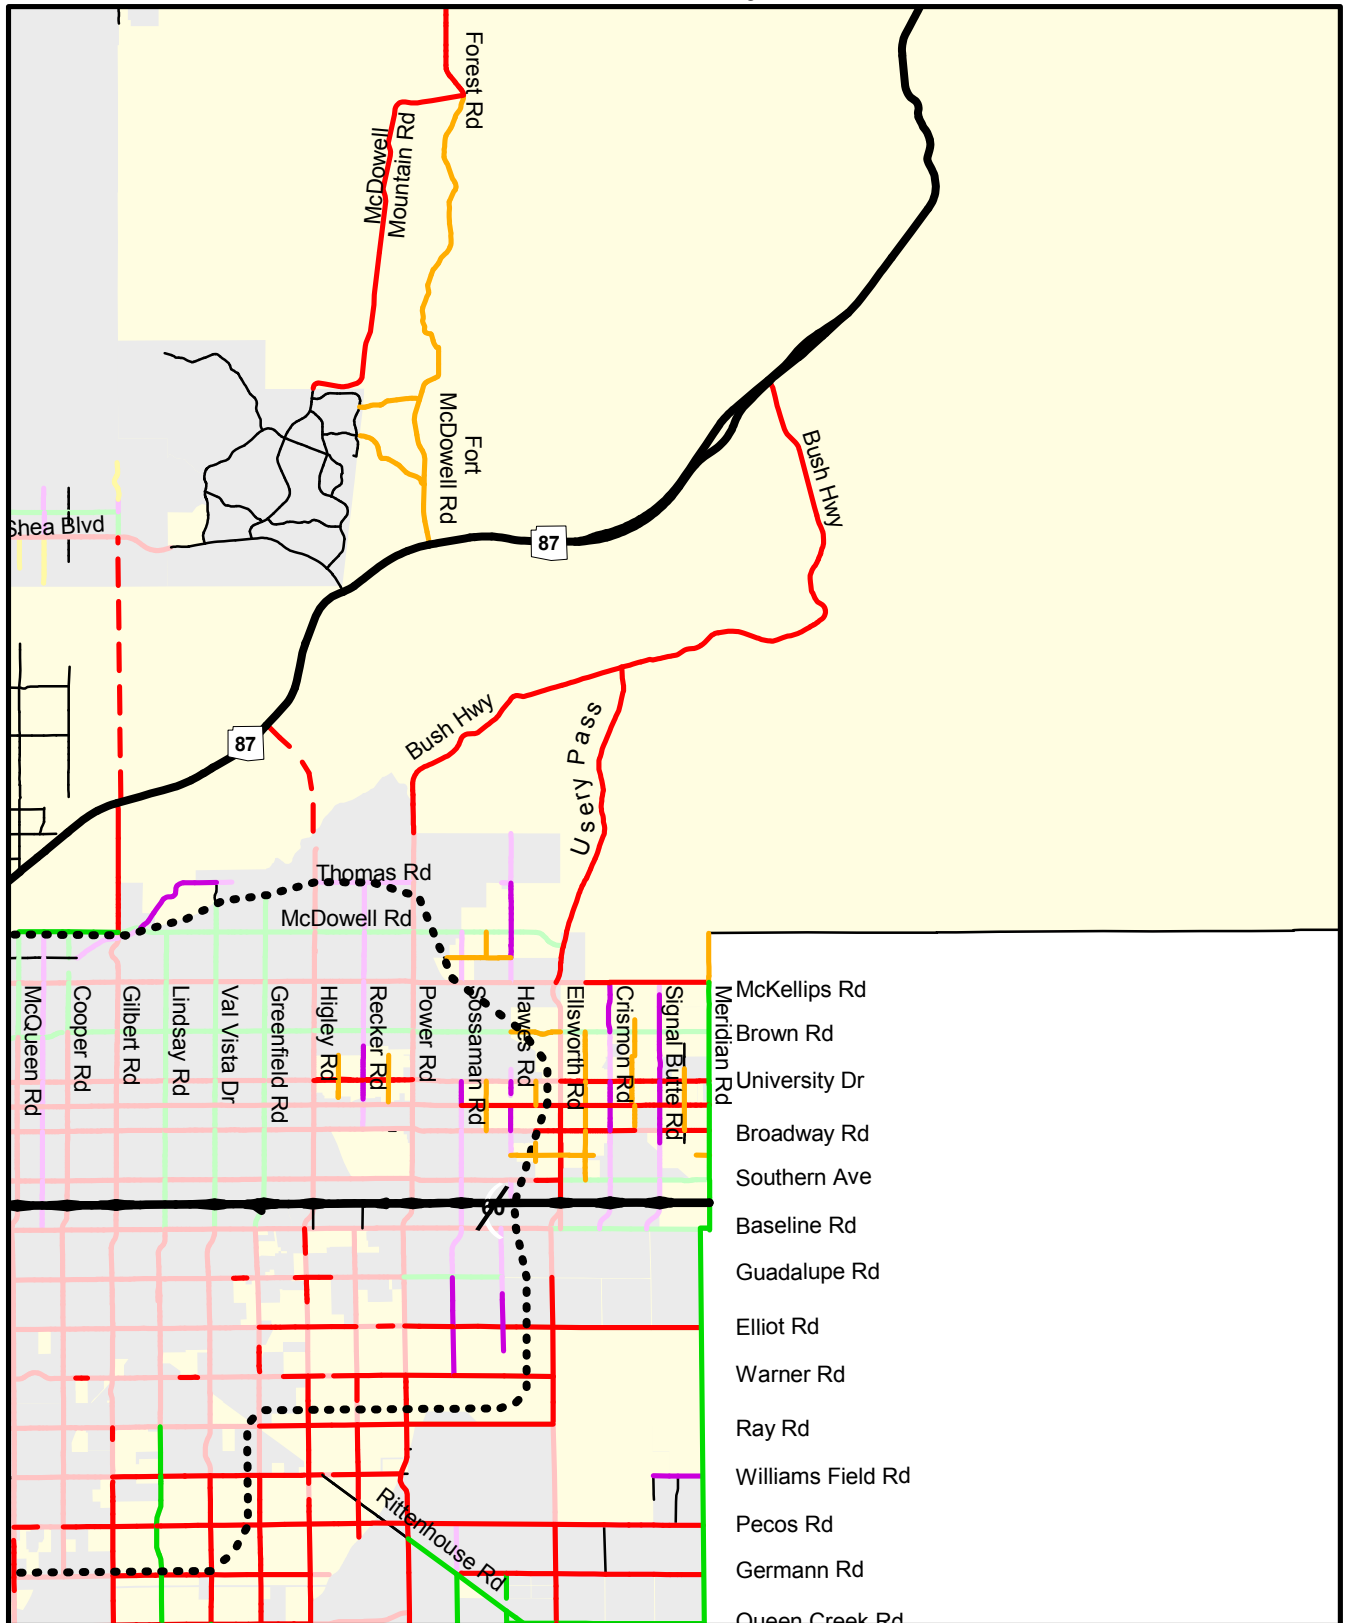 Forest Rd
McDowell
Mountain Rd
Fort
McDowell Rd
Bush Hwy
Shea Blvd
87
Bush Hwy
Usery Pass
87
Thomas Rd
McDowell Rd
McQueen Rd
Cooper Rd
Gilbert Rd
Lindsay Rd
Val Vista Dr
Greenfield Rd
Higley Rd
Recker Rd
Power Rd
Sossaman Rd
Hawes Rd
Ellsworth Rd
Crismon Rd
Signal Butte Rd
Meridian Rd
McKellips Rd
Brown Rd
University Dr
Broadway Rd
Southern Ave
60
Baseline Rd
Guadalupe Rd
Elliot Rd
Warner Rd
Ray Rd
Williams Field Rd
Rittenhouse Rd
Pecos Rd
Germann Rd
Queen Creek Rd